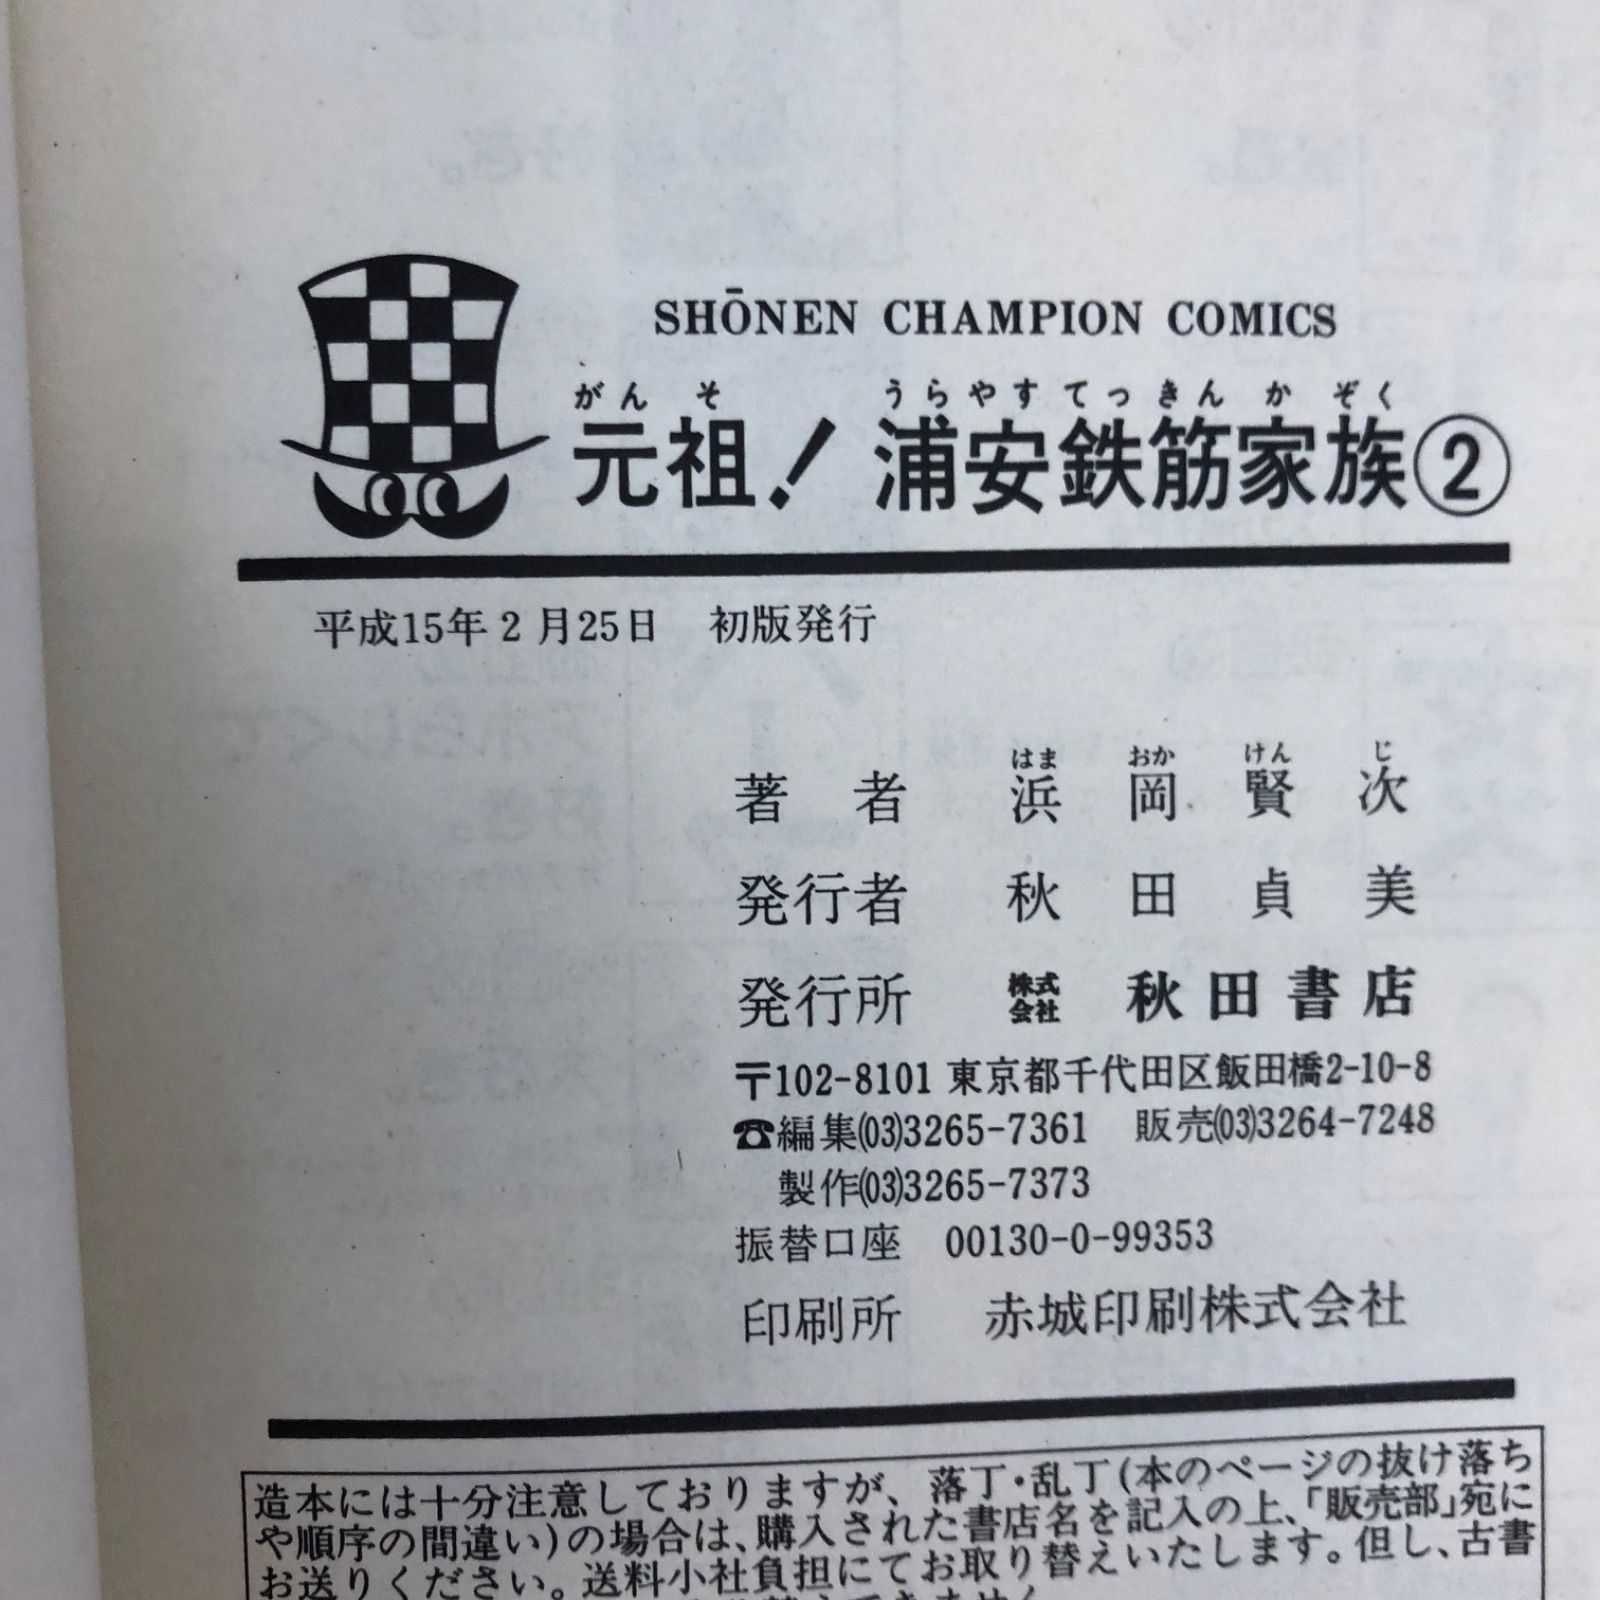 SHŌNEN CHAMPION COMICS
がんそ うらやすてっきんかぞく
元祖！浦安鉄筋家族②
平成15年2月25日 初版発行
はま おか けん じ
著者 浜岡賢次
発行者 秋田貞美
発行所 株式会社 秋田書店
〒102-8101 東京都千代田区飯田橋2-10-8
☎編集(03)3265-7361 販売(03)3264-7248
製作(03)3265-7373
振替口座 00130-0-99353
印刷所 赤城印刷株式会社
造本には十分注意しておりますが、落丁・乱丁(本のページの抜け落ち
や順序の間違い)の場合は、購入された書店名を記入の上、「販売部」宛に
お送りください。送料小社負担にてお取り替えいたします。但し、古書